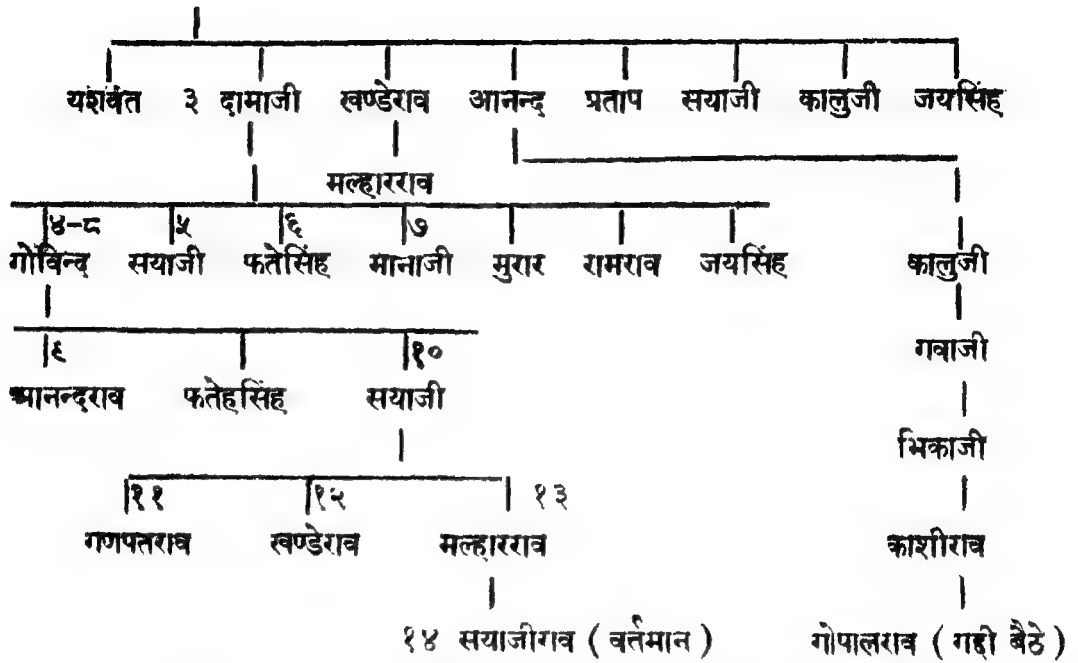 यशवंत ३ दामाजी खण्डेराव आनन्द प्रताप सयाजी कालुजी जयसिंह
मल्हारराव
४-८ ५ ६ ७
गोविन्द सयाजी फतेसिंह मानाजी मुरार रामराव जयसिंह कालुजी
९ १० गवाजी
आनन्दराव फतेहसिंह सयाजी
भिकाजी
११ १२ १३
गणपतराव खण्डेराव मल्हारराव काशीराव
१४ सयाजीराव ( वर्तमान ) गोपालराव ( गद्दी बैठे )